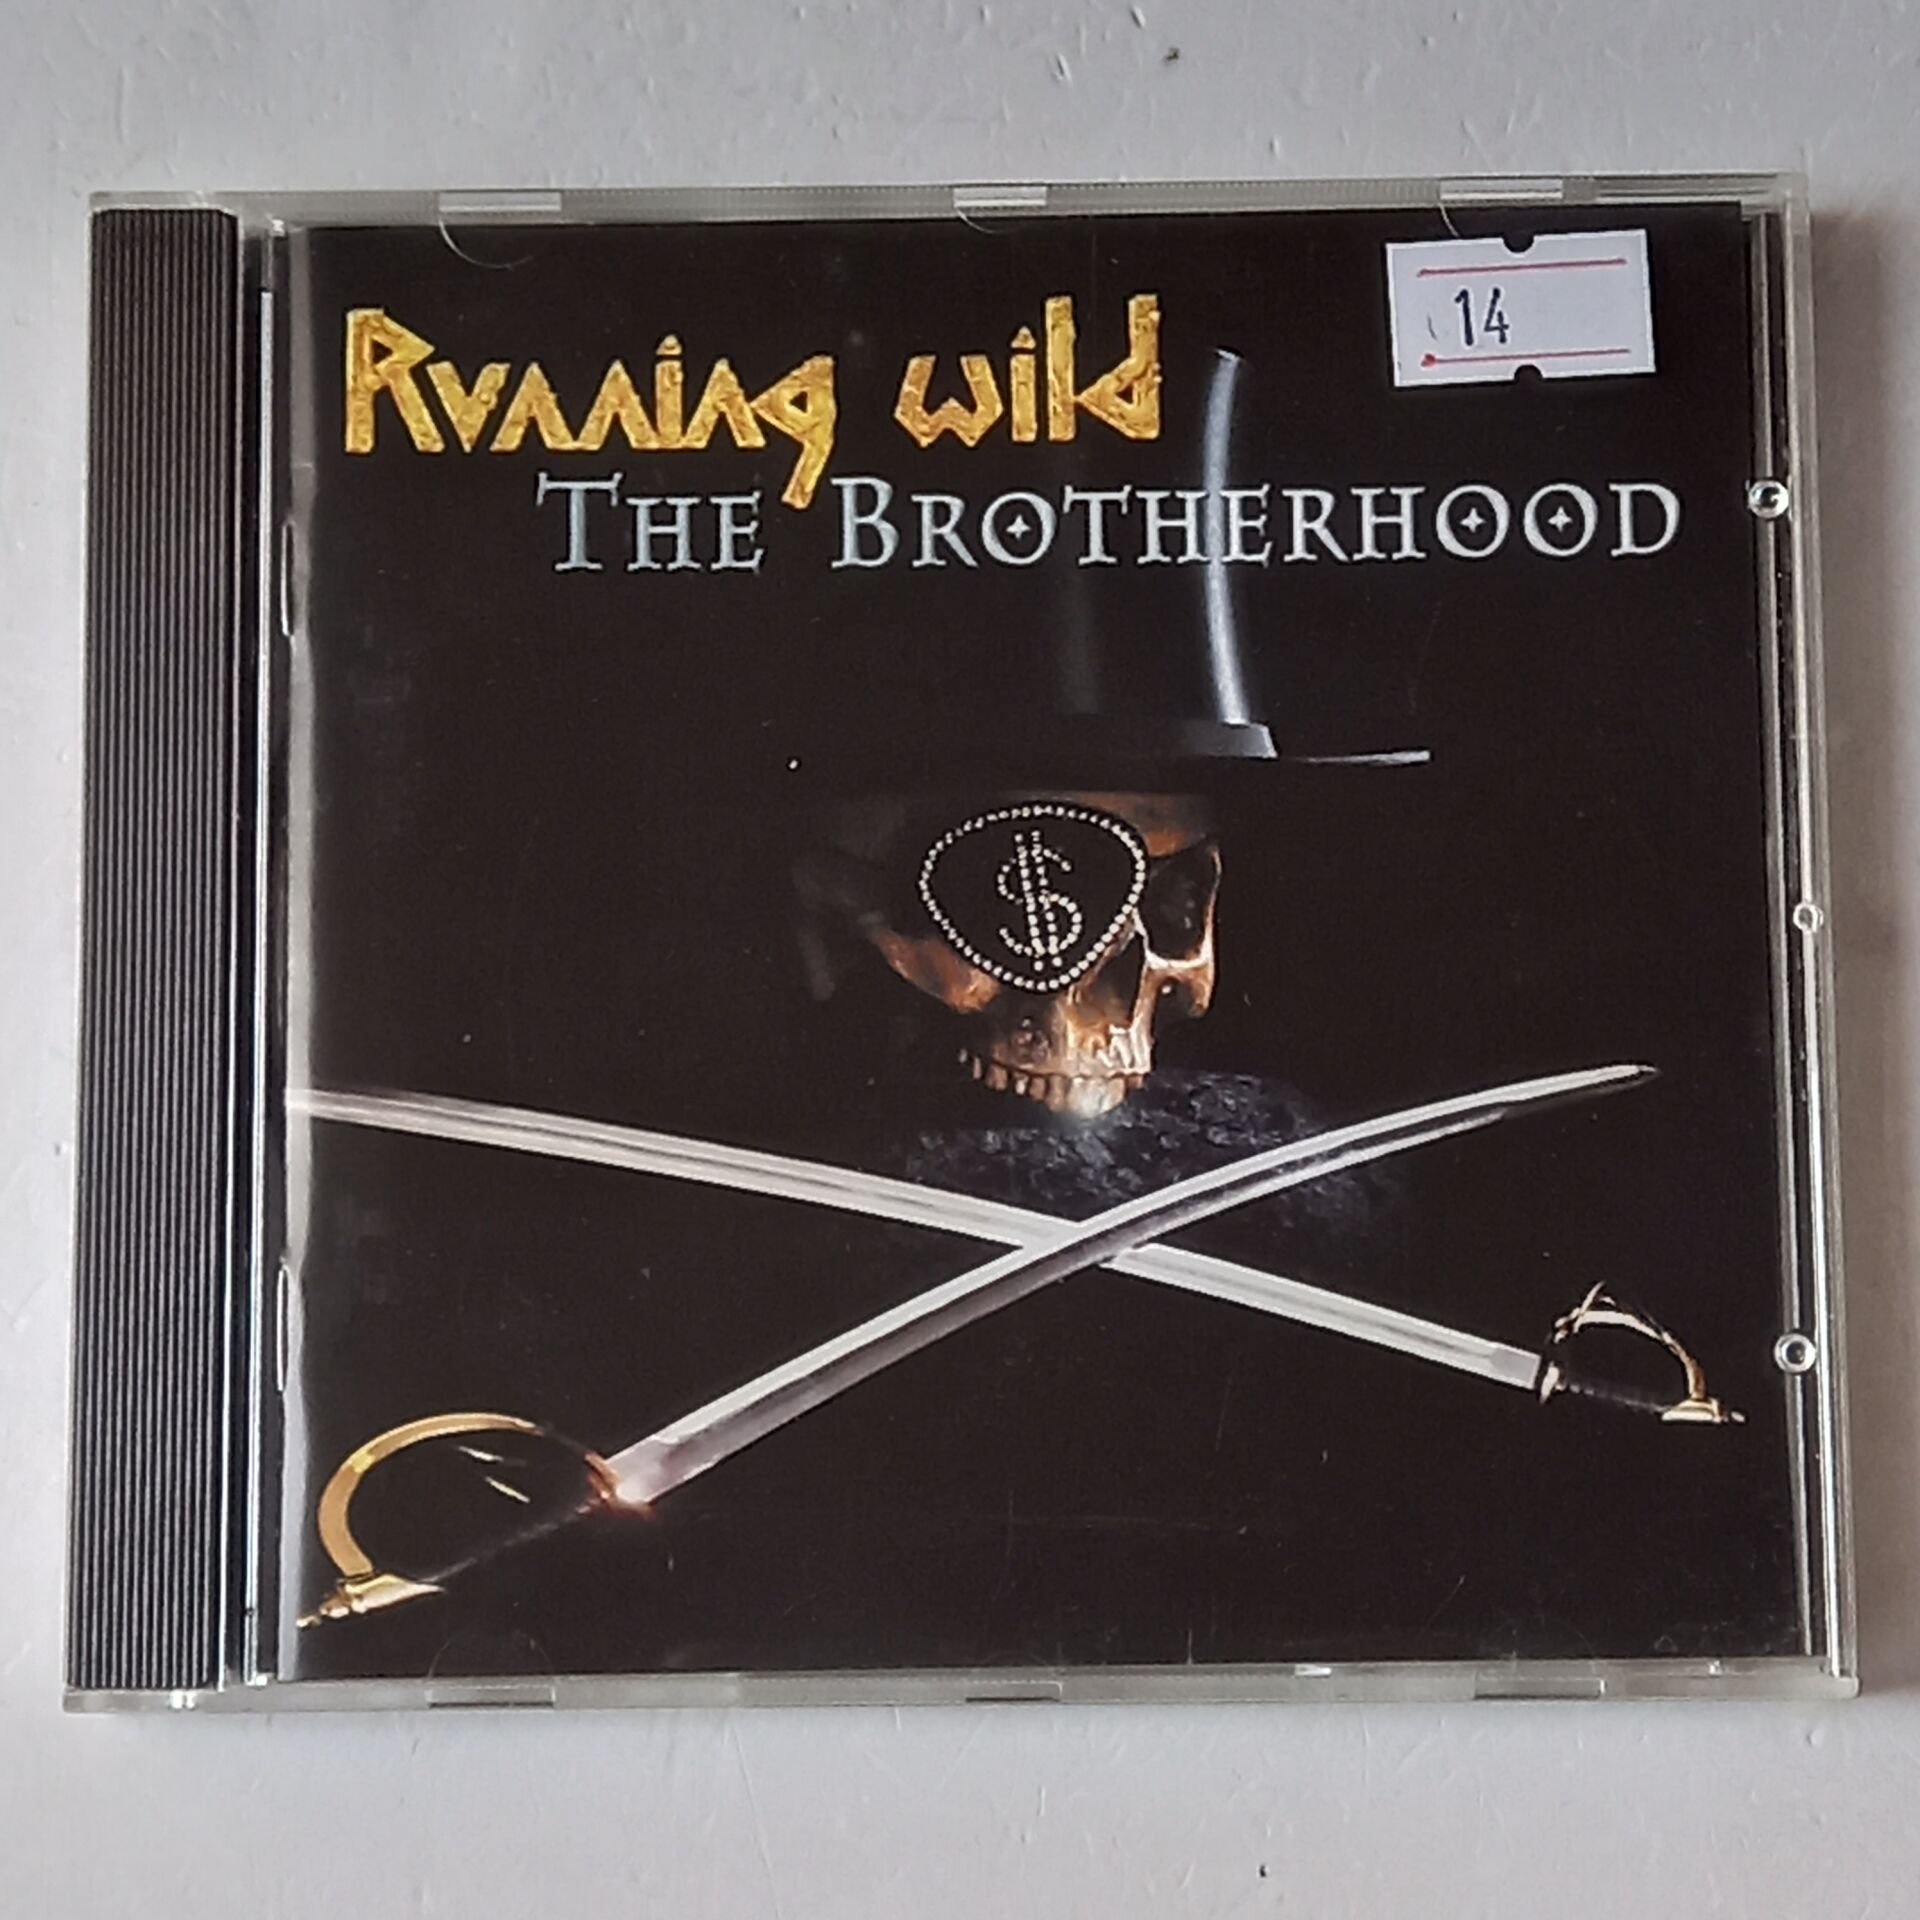 Running Wild
14
The Brotherhood
$